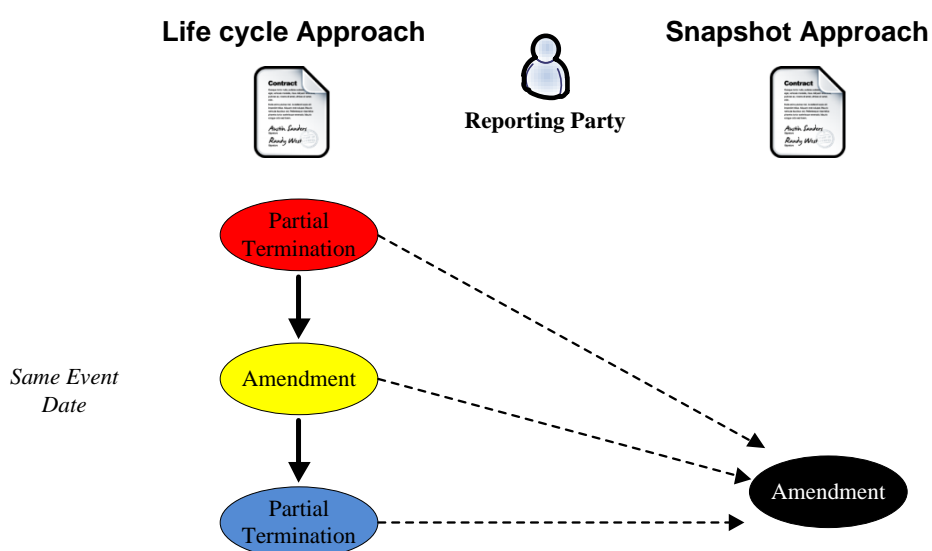 Life cycle Approach
Snapshot Approach
Contract
Austin Sanders
Randy West
Reporting Party
Contract
Austin Sanders
Randy West
Partial
Termination
Same Event
Date
Amendment
Amendment
Partial
Termination